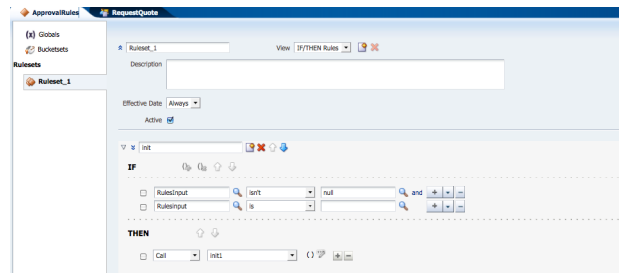 ApprovalRules RequestQuote
(x) Globals
Bucketsets
Rulesets
Ruleset_1
Ruleset_1 View IF/THEN Rules
Description
Effective Date Always
Active
init
IF
RulesInput isn't null and
RulesInput is
THEN
Call init1 ()